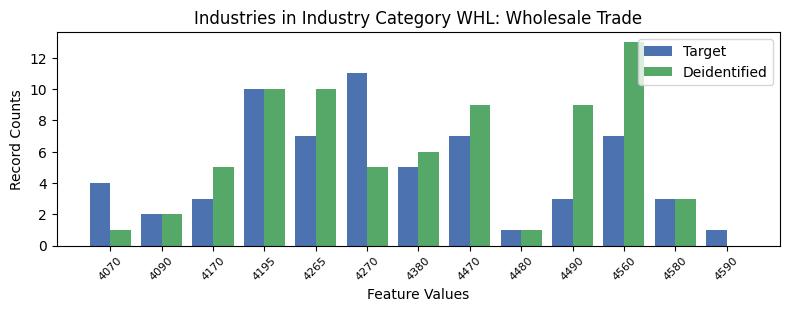 Industries in Industry Category WHL: Wholesale Trade
Target
Deidentified
Record Counts
12
10
8
6
4
2
0
4070 4090 4170 4195 4265 4270 4380 4470 4480 4490 4560 4580 4590
Feature Values